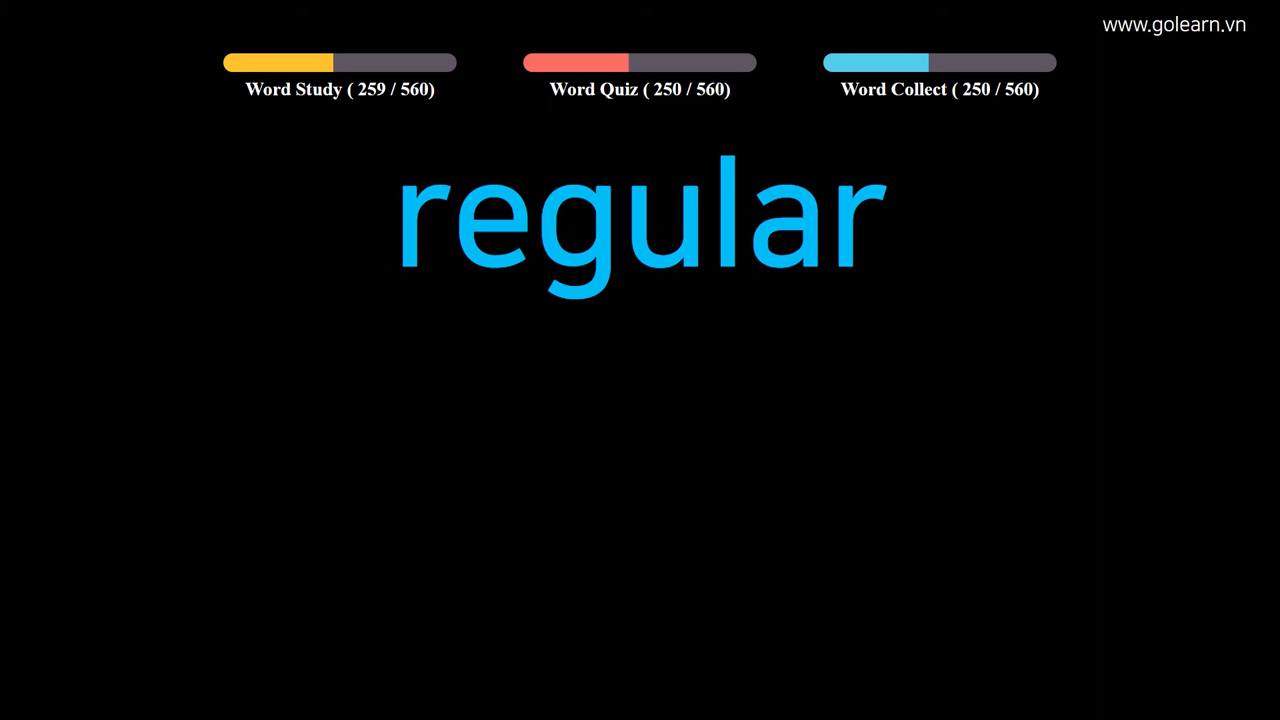 www.golearn.vn
Word Study ( 259 / 560)
Word Quiz ( 250 / 560)
Word Collect ( 250 / 560)
regular